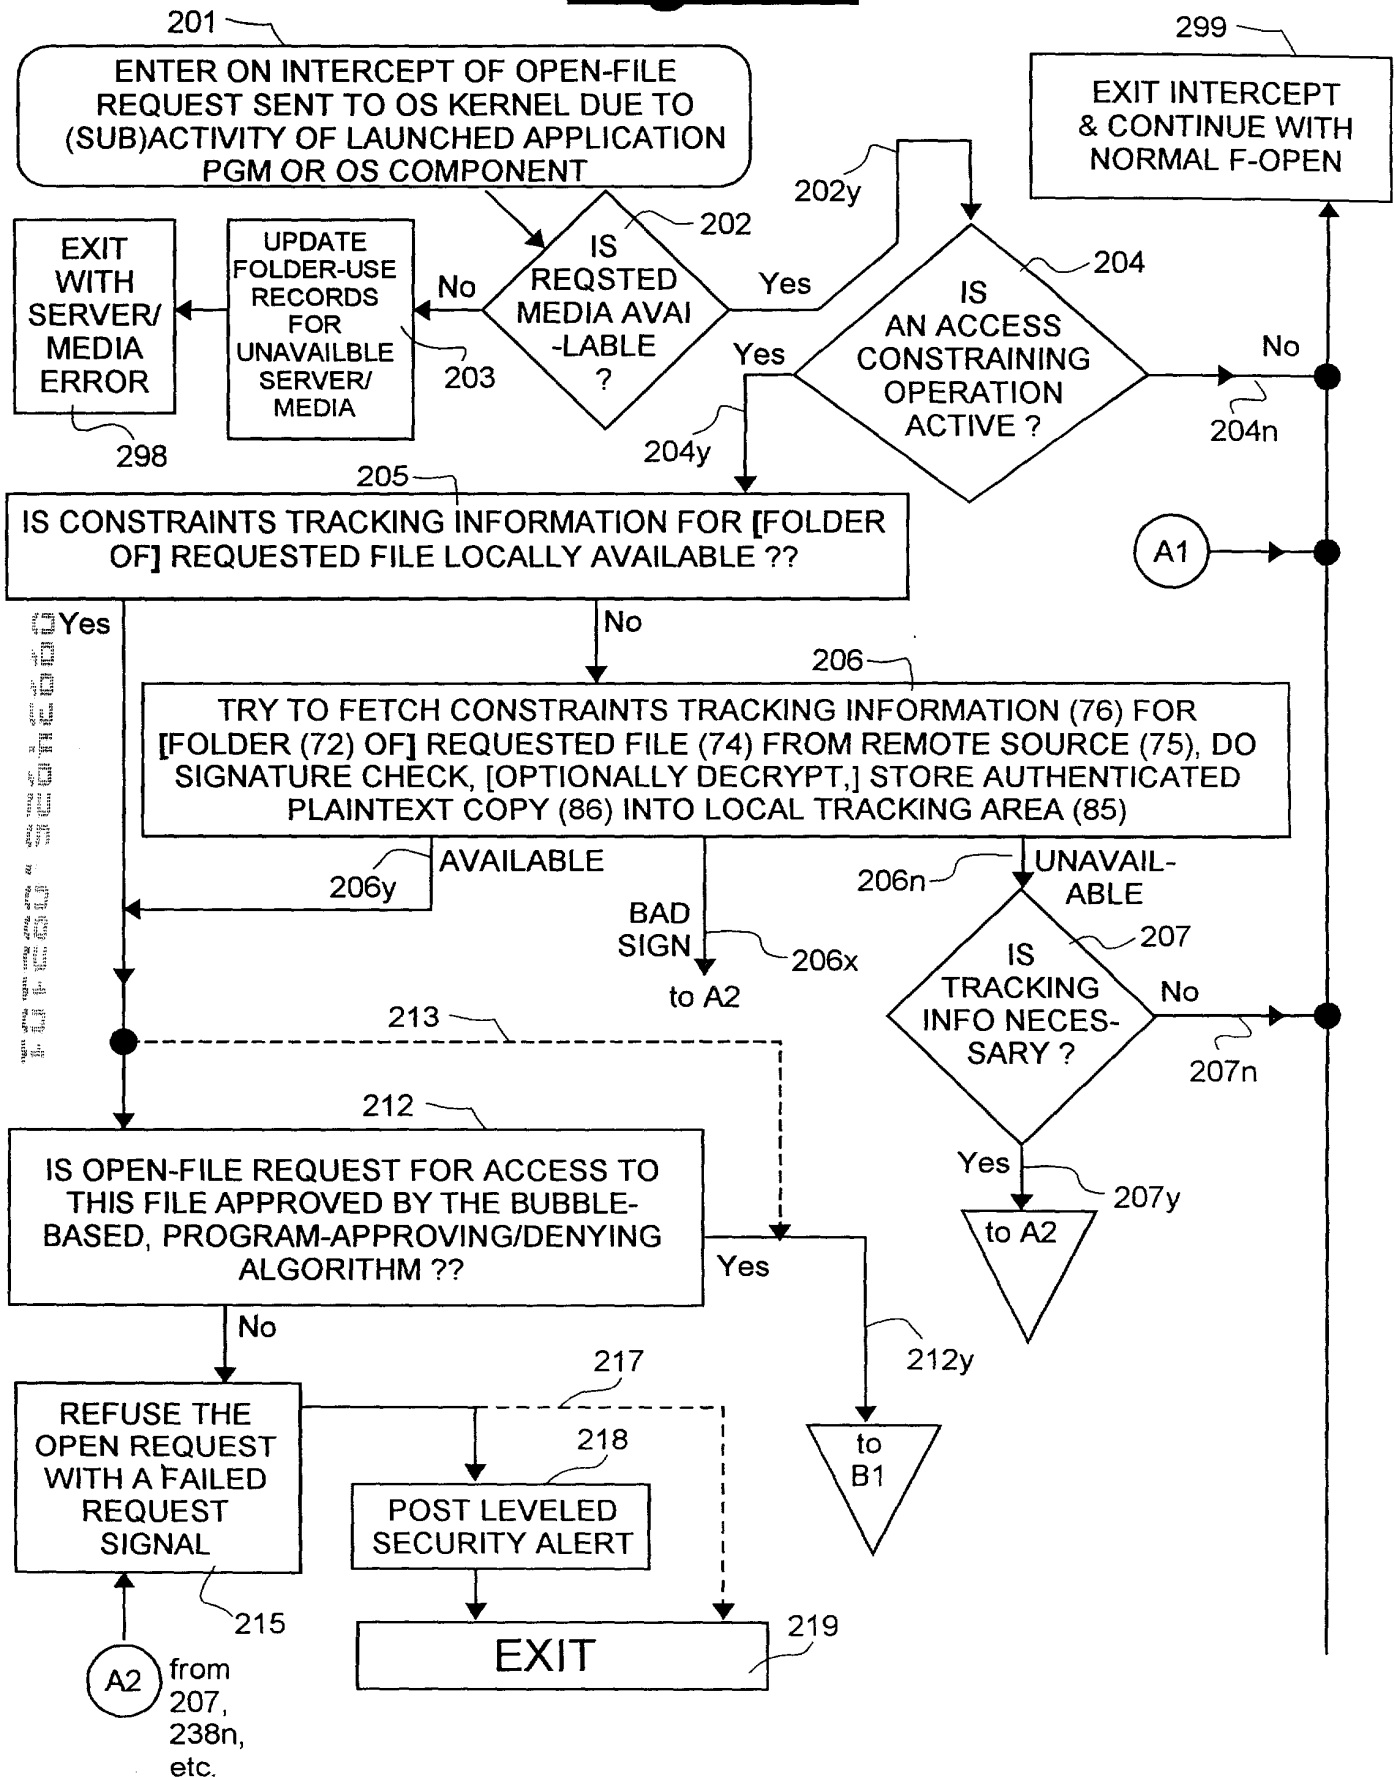 201
ENTER ON INTERCEPT OF OPEN-FILE
REQUEST SENT TO OS KERNEL DUE TO
(SUB)ACTIVITY OF LAUNCHED APPLICATION
PGM OR OS COMPONENT
299
EXIT INTERCEPT
& CONTINUE WITH
NORMAL F-OPEN
202y
202
IS
REQSTED
MEDIA AVAI
-LABLE
?
No
Yes
UPDATE
FOLDER-USE
RECORDS
FOR
UNAVAILBLE
SERVER/
MEDIA
203
EXIT
WITH
SERVER/
MEDIA
ERROR
298
204
IS
AN ACCESS
CONSTRAINING
OPERATION
ACTIVE ?
Yes
204y
No
204n
205
IS CONSTRAINTS TRACKING INFORMATION FOR [FOLDER
OF] REQUESTED FILE LOCALLY AVAILABLE ??
A1
Yes
No
206
TRY TO FETCH CONSTRAINTS TRACKING INFORMATION (76) FOR
[FOLDER (72) OF] REQUESTED FILE (74) FROM REMOTE SOURCE (75), DO
SIGNATURE CHECK, [OPTIONALLY DECRYPT,] STORE AUTHENTICATED
PLAINTEXT COPY (86) INTO LOCAL TRACKING AREA (85)
206y
AVAILABLE
BAD
SIGN
206x
to A2
206n
UNAVAIL-
ABLE
207
IS
TRACKING
INFO NECES-
SARY ?
No
207n
Yes
207y
to A2
213
212
IS OPEN-FILE REQUEST FOR ACCESS TO
THIS FILE APPROVED BY THE BUBBLE-
BASED, PROGRAM-APPROVING/DENYING
ALGORITHM ??
Yes
212y
to
B1
No
REFUSE THE
OPEN REQUEST
WITH A FAILED
REQUEST
SIGNAL
215
217
218
POST LEVELED
SECURITY ALERT
EXIT
219
A2
from
207,
238n,
etc.